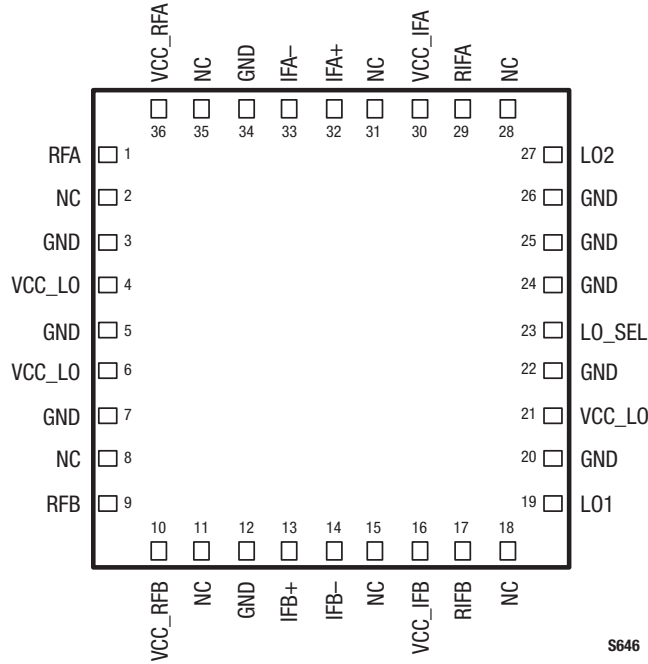 VCC_RFA
NC
GND
IFA–
IFA+
NC
VCC_IFA
RIFA
NC
36 35 34 33 32 31 30 29 28
RFA 1
NC 2
GND 3
VCC_LO 4
GND 5
VCC_LO 6
GND 7
NC 8
RFB 9
27 LO2
26 GND
25 GND
24 GND
23 LO_SEL
22 GND
21 VCC_LO
20 GND
19 LO1
10 11 12 13 14 15 16 17 18
VCC_RFB
NC
GND
IFB+
IFB–
NC
VCC_IFB
RIFB
NC
S646